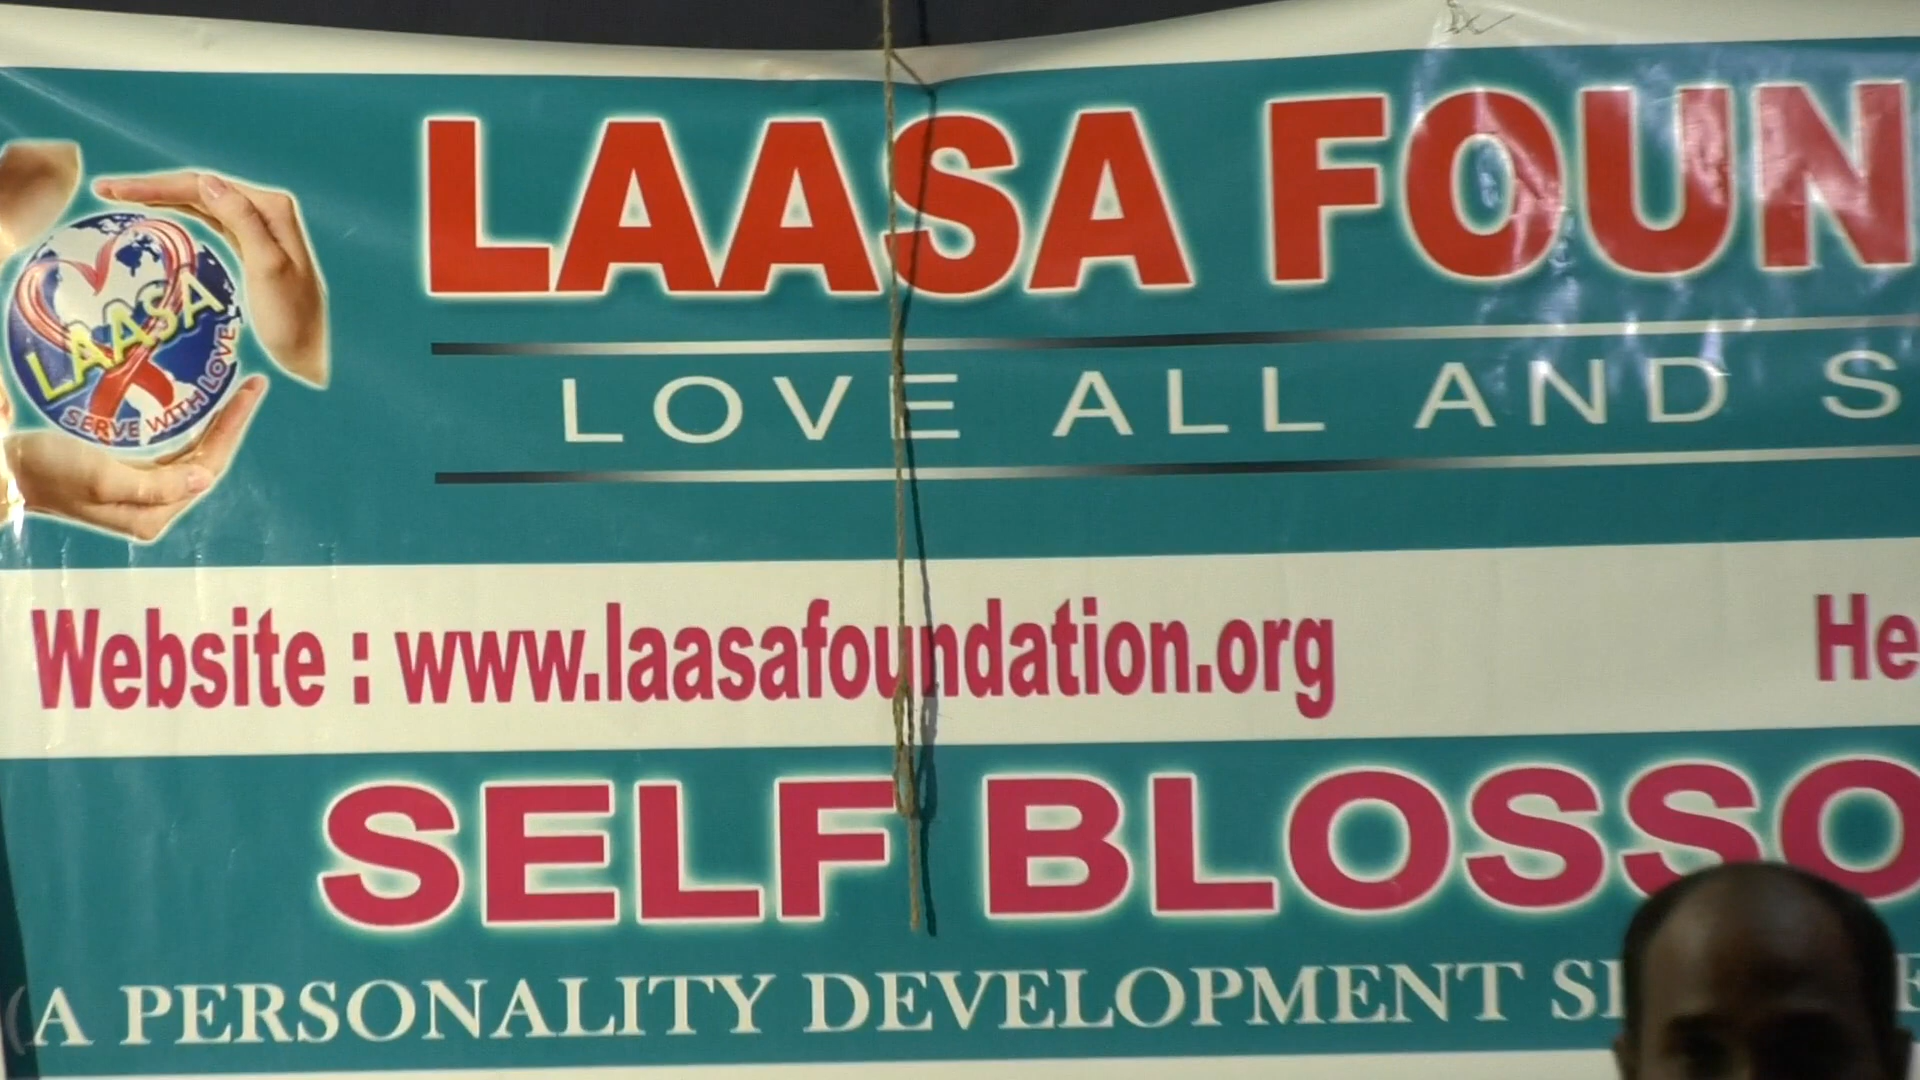 LAASA FOUN
LAASA
SERVE WITH LOVE
LOVE ALL AND S
Website : www.laasafoundation.org
He
SELF BLOSSO
(A PERSONALITY DEVELOPMENT